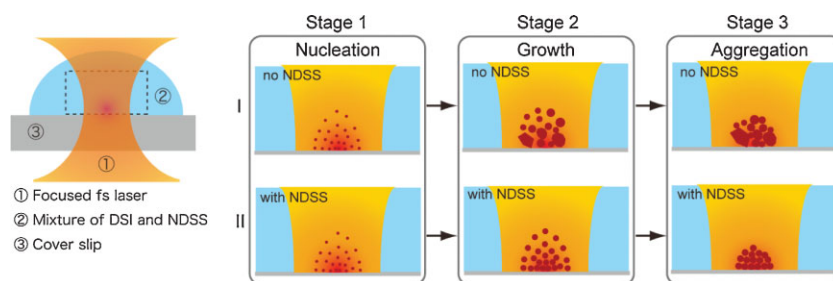 Stage 1
Stage 2
Stage 3
Nucleation
Growth
Aggregation
no NDSS
no NDSS
no NDSS
I
②
③
①
with NDSS
with NDSS
with NDSS
II
① Focused fs laser
② Mixture of DSI and NDSS
③ Cover slip